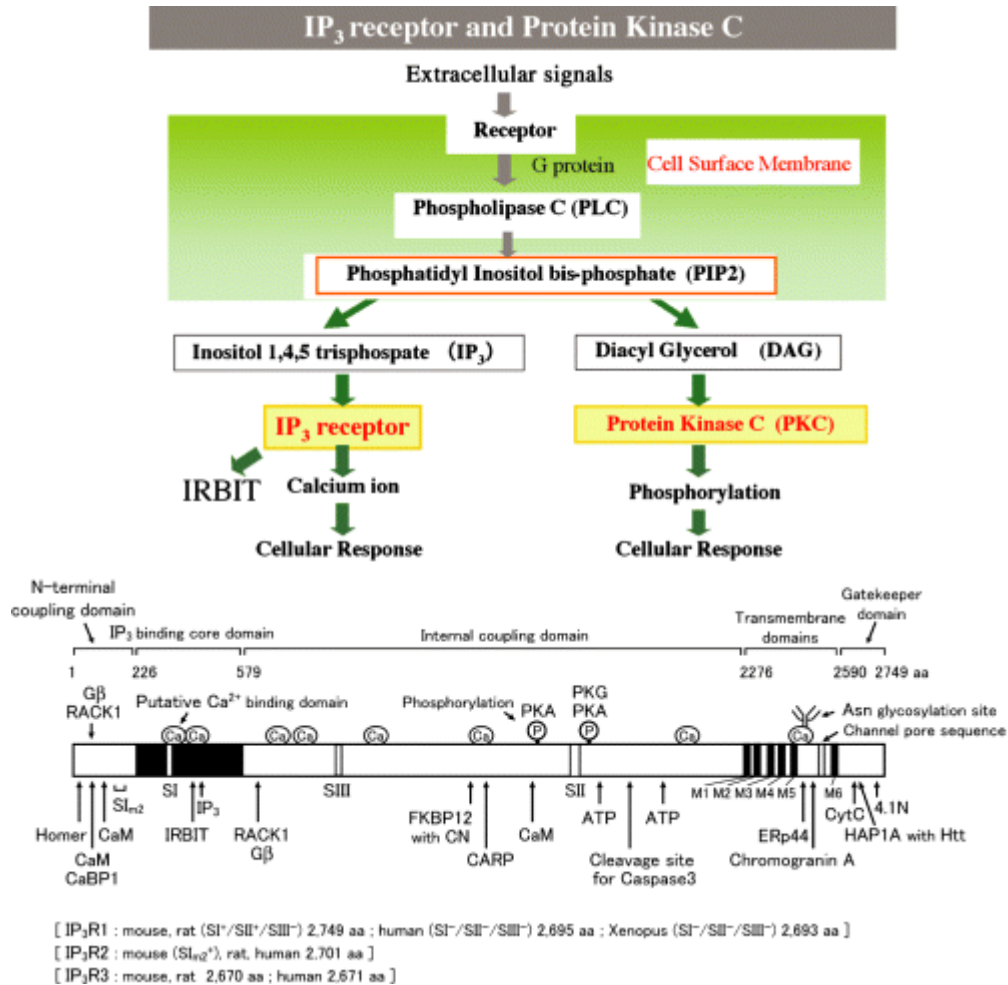 IP₃ receptor and Protein Kinase C
Extracellular signals
Receptor
G protein
Cell Surface Membrane
Phospholipase C (PLC)
Phosphatidyl Inositol bis-phosphate (PIP2)
Inositol 1,4,5 trisphospate (IP₃)
Diacyl Glycerol (DAG)
IP₃ receptor
Protein Kinase C (PKC)
IRBIT
Calcium ion
Phosphorylation
Cellular Response
Cellular Response
N-terminal
coupling domain
IP₃ binding core domain
Internal coupling domain
Transmembrane
domains
Gatekeeper
domain
1 226 579 2276 2590 2749 aa
Gβ
RACK1
Putative Ca²⁺ binding domain
Phosphorylation
PKA
PKG
PKA
Asn glycosylation site
Channel pore sequence
Ca Ca Ca Ca Ca Ca P P Ca Ca
SIm2
SI
SIII
SII
M1 M2 M3 M4 M5 M6
Homer
CaM
CaBP1
CaM
IRBIT
IP₃
RACK1
Gβ
FKBP12
with CN
CARP
CaM
ATP
Cleavage site
for Caspase3
ATP
ERp44
Chromogranin A
CytC
HAP1A with Htt
4.1N
[ IP₃R1 : mouse, rat (SI⁺/SII⁺/SIII⁻) 2,749 aa ; human (SI⁻/SII⁻/SIII⁻) 2,695 aa ; Xenopus (SI⁻/SII⁻/SIII⁻) 2,693 aa ]
[ IP₃R2 : mouse (SIm2⁺), rat, human 2,701 aa ]
[ IP₃R3 : mouse, rat 2,670 aa ; human 2,671 aa ]